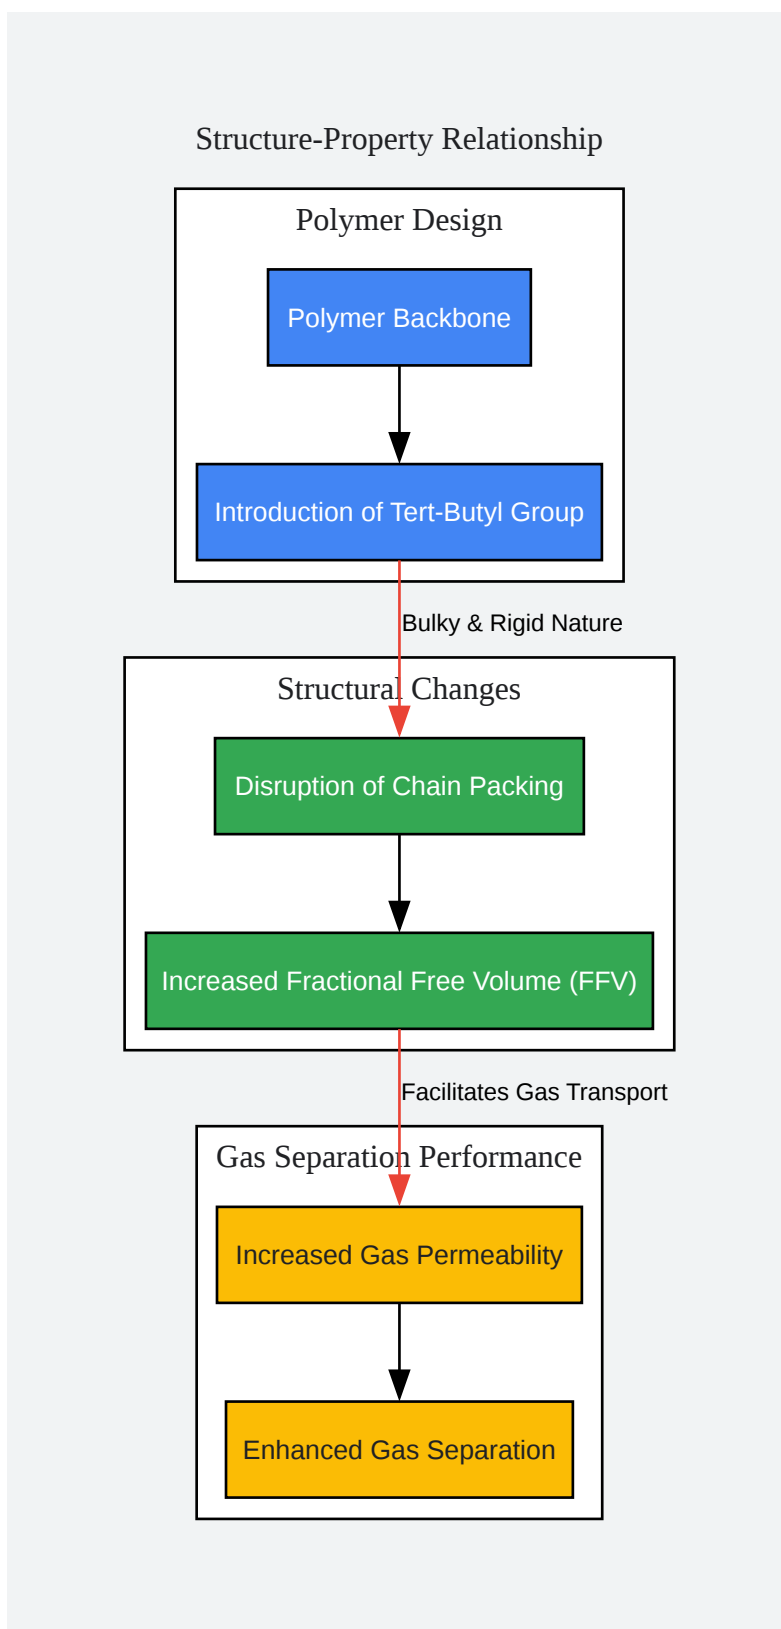 Structure-Property Relationship
Polymer Design
Polymer Backbone
Introduction of Tert-Butyl Group
Bulky & Rigid Nature
Structural Changes
Disruption of Chain Packing
Increased Fractional Free Volume (FFV)
Facilitates Gas Transport
Gas Separation Performance
Increased Gas Permeability
Enhanced Gas Separation